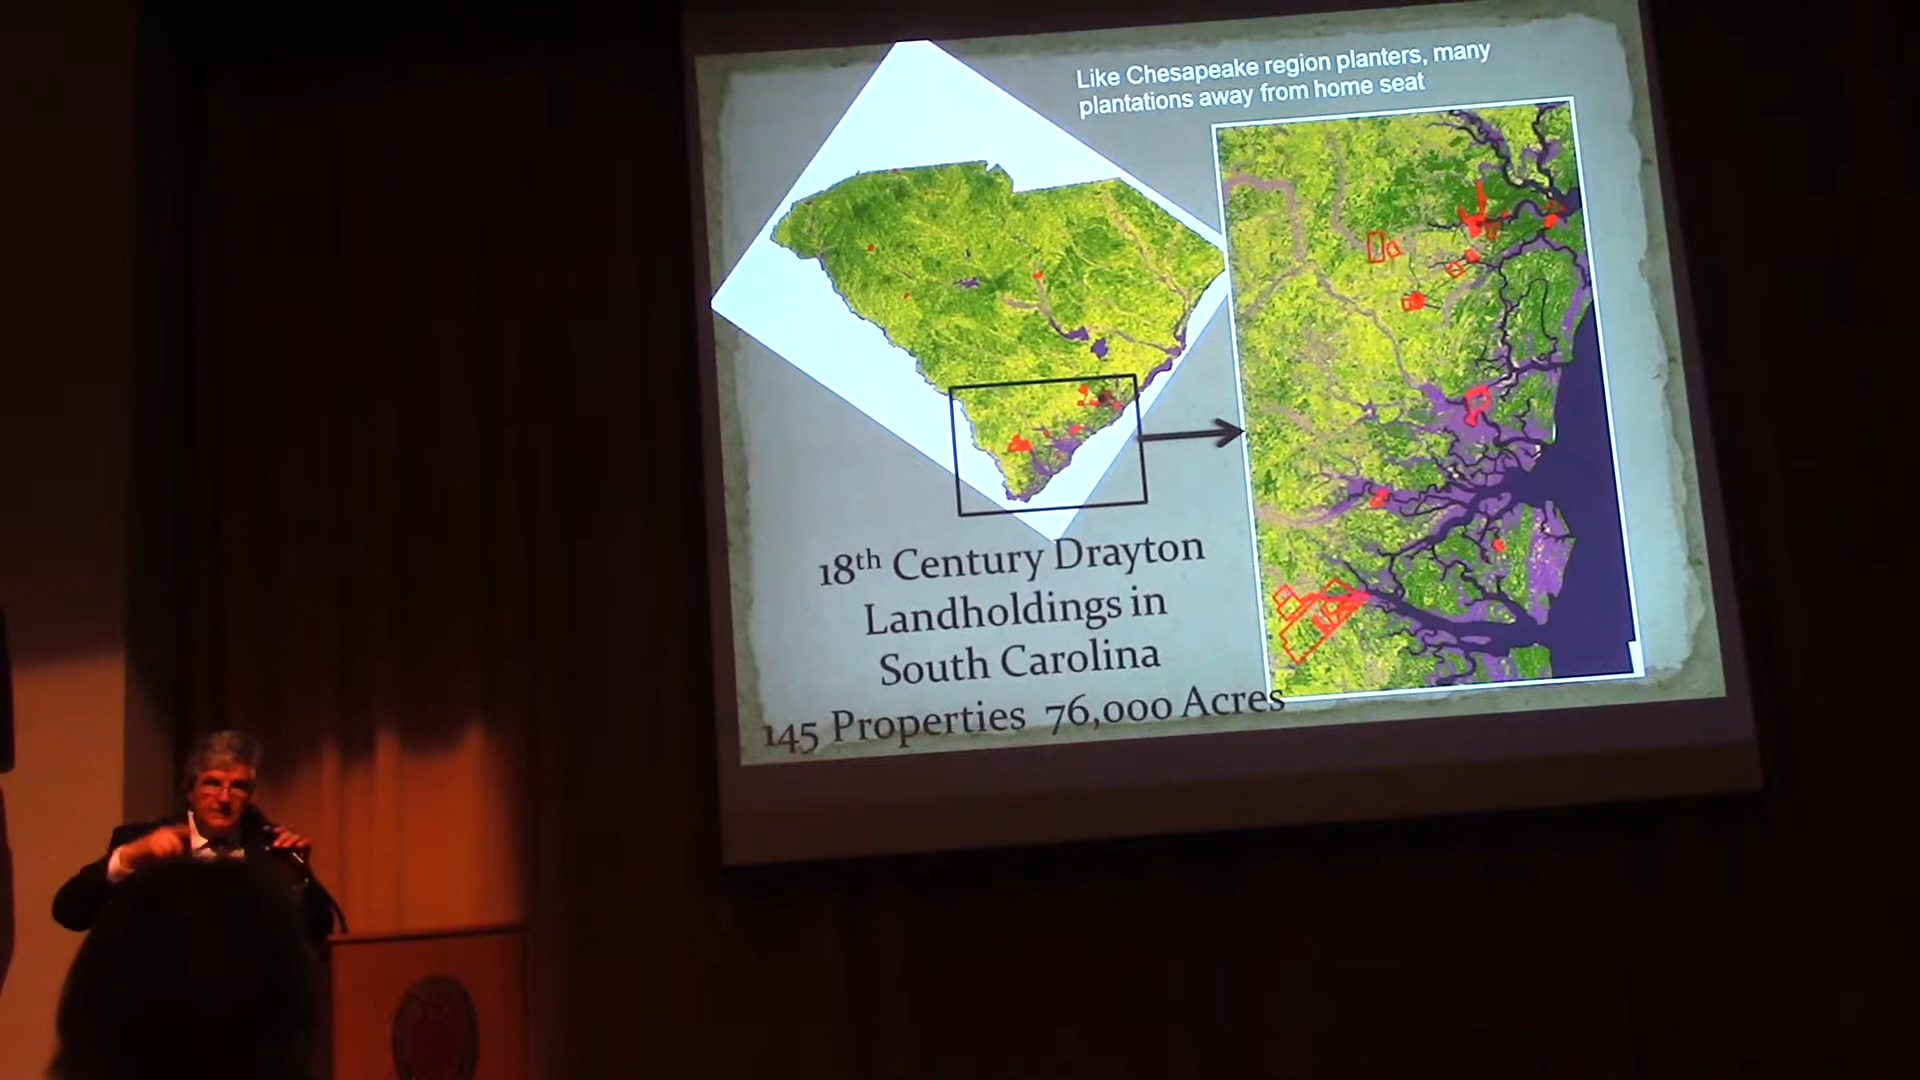 Like Chesapeake region planters, many
plantations away from home seat
18th Century Drayton
Landholdings in
South Carolina
145 Properties 76,000 Acres